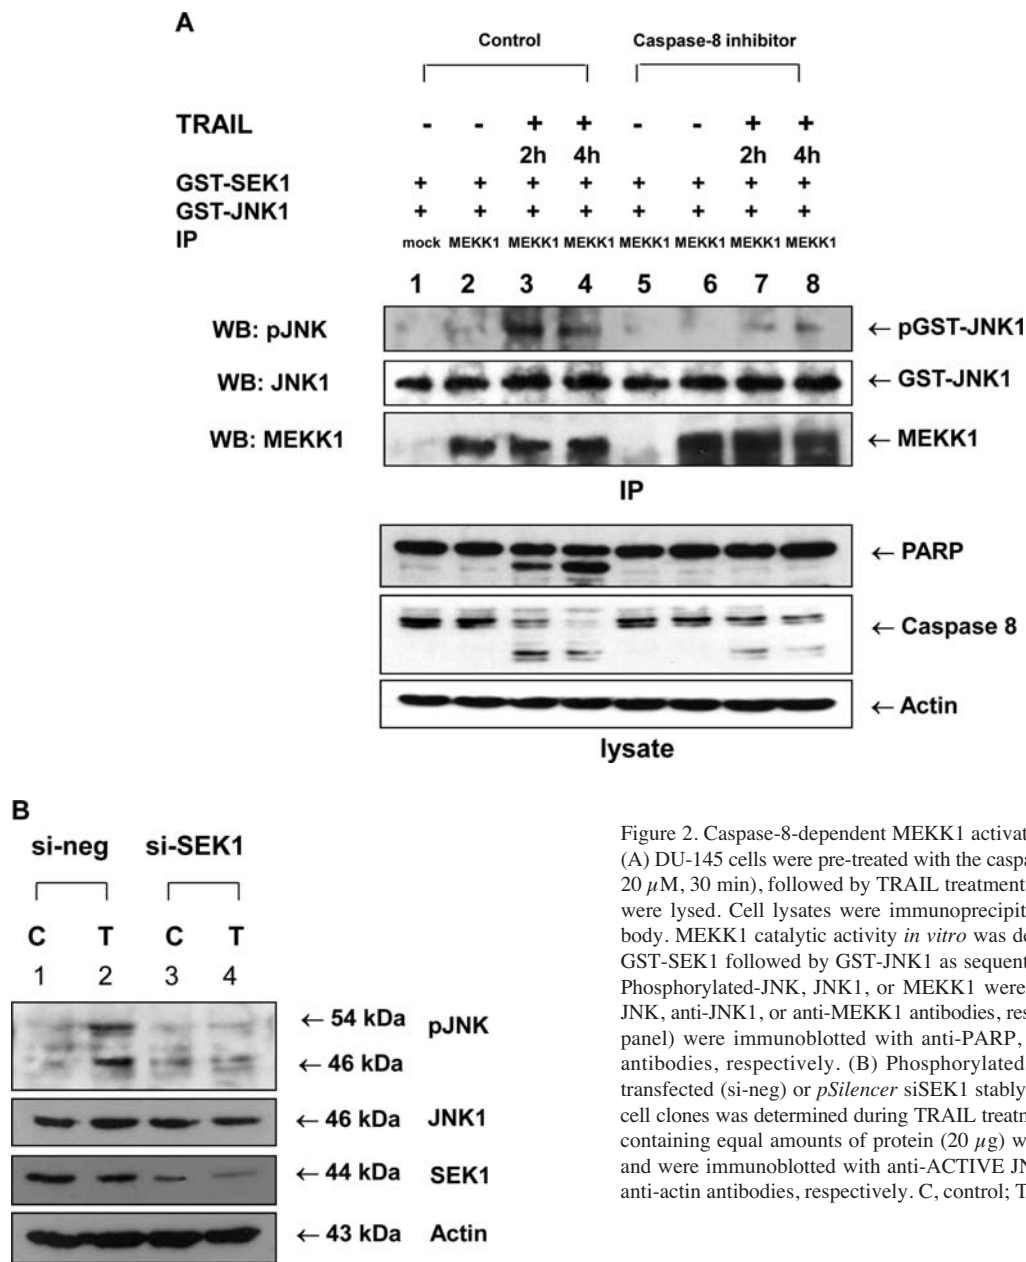 A
Control Caspase-8 inhibitor
TRAIL - - + + - - + +
2h 4h 2h 4h
GST-SEK1 + + + + + + + +
GST-JNK1 + + + + + + + +
IP mock MEKK1 MEKK1 MEKK1 MEKK1 MEKK1 MEKK1 MEKK1
1 2 3 4 5 6 7 8
WB: pJNK ← pGST-JNK1
WB: JNK1 ← GST-JNK1
WB: MEKK1 ← MEKK1
IP
← PARP
← Caspase 8
← Actin
lysate
B
si-neg si-SEK1
C T C T
1 2 3 4
← 54 kDa pJNK
← 46 kDa
← 46 kDa JNK1
← 44 kDa SEK1
← 43 kDa Actin
Figure 2. Caspase-8-dependent MEKK1 activat
(A) DU-145 cells were pre-treated with the caspa
20 µM, 30 min), followed by TRAIL treatment
were lysed. Cell lysates were immunoprecipit
body. MEKK1 catalytic activity in vitro was de
GST-SEK1 followed by GST-JNK1 as sequent
Phosphorylated-JNK, JNK1, or MEKK1 were
JNK, anti-JNK1, or anti-MEKK1 antibodies, res
panel) were immunoblotted with anti-PARP,
antibodies, respectively. (B) Phosphorylated
transfected (si-neg) or pSilencer siSEK1 stably
cell clones was determined during TRAIL treatm
containing equal amounts of protein (20 µg) w
and were immunoblotted with anti-ACTIVE JN
anti-actin antibodies, respectively. C, control; T